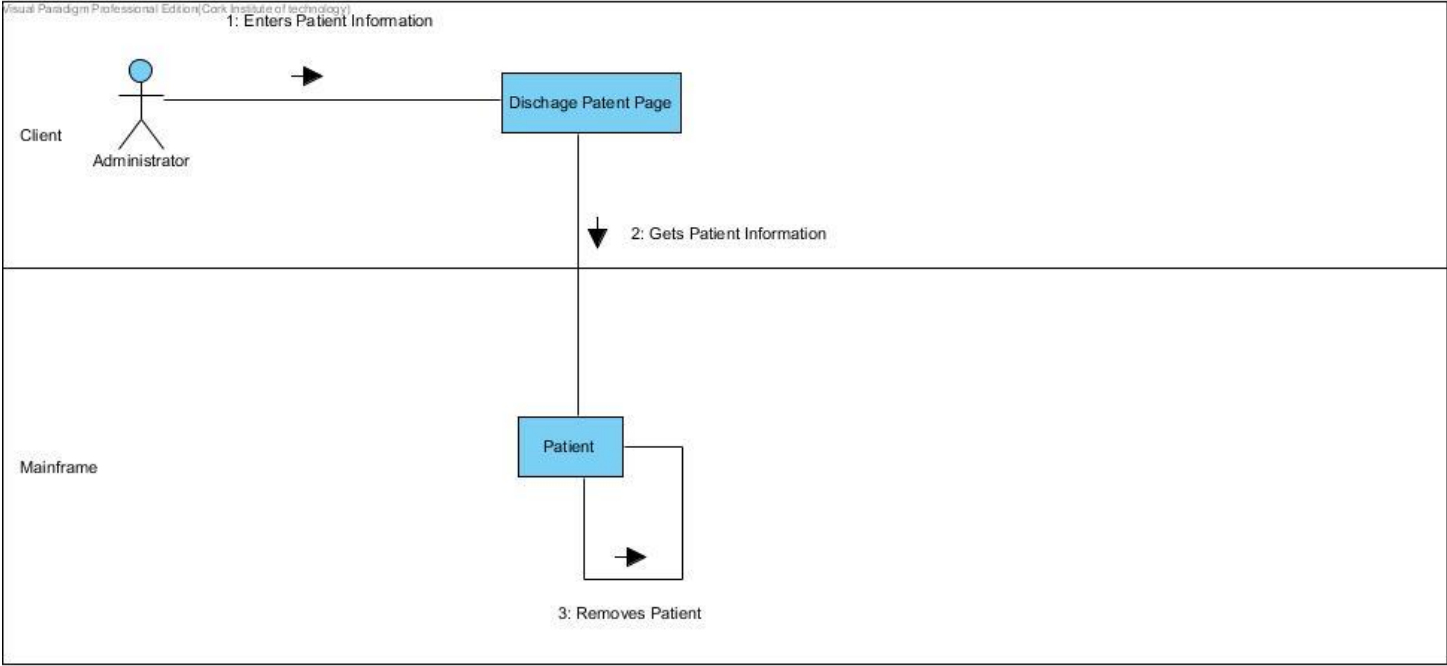 Visual Paradigm Professional Edition(Cork Institute of technology)
1: Enters Patient Information
Dischage Patent Page
Client
Administrator
2: Gets Patient Information
Patient
Mainframe
3: Removes Patient